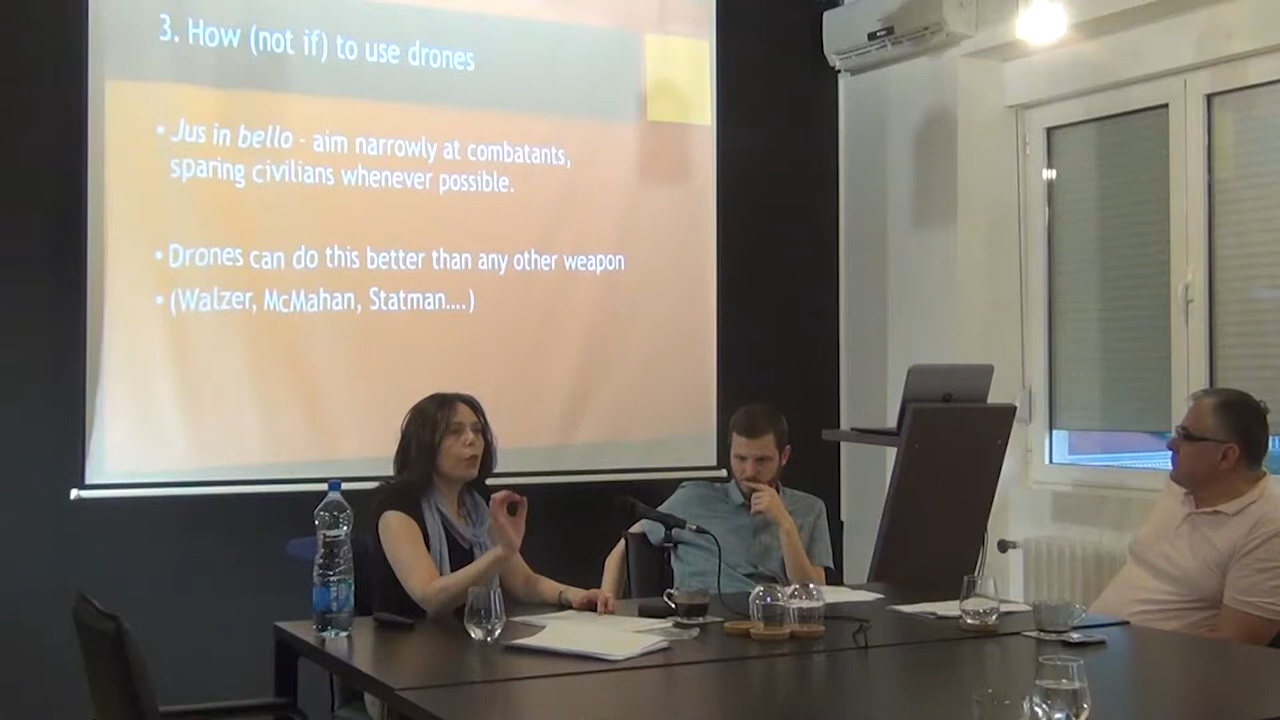 3. How (not if) to use drones
▪ Jus in bello - aim narrowly at combatants,
sparing civilians whenever possible.
▪ Drones can do this better than any other weapon
▪ (Walzer, McMahan, Statman....)